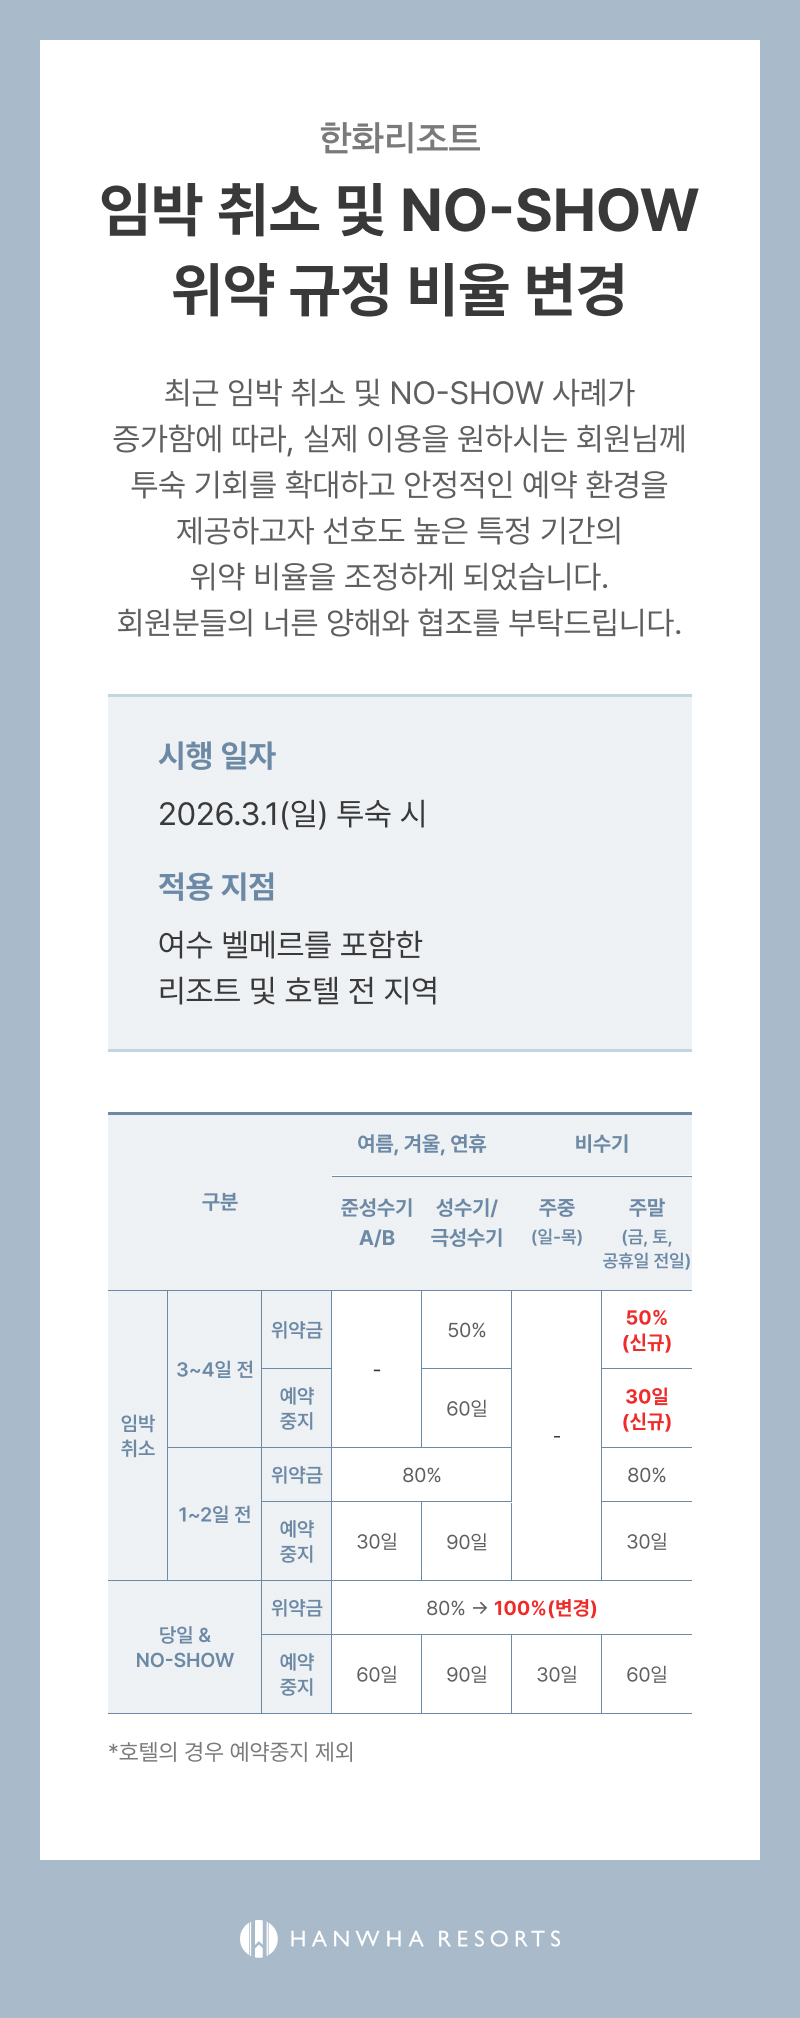 한화리조트
임박 취소 및 NO-SHOW
위약 규정 비율 변경
최근 임박 취소 및 NO-SHOW 사례가
증가함에 따라, 실제 이용을 원하시는 회원님께
투숙 기회를 확대하고 안정적인 예약 환경을
제공하고자 선호도 높은 특정 기간의
위약 비율을 조정하게 되었습니다.
회원분들의 너른 양해와 협조를 부탁드립니다.
시행 일자
2026.3.1(일) 투숙 시
적용 지점
여수 벨메르를 포함한
리조트 및 호텔 전 지역
구분
여름, 겨울, 연휴
비수기
준성수기
A/B
성수기/
극성수기
주중
(일-목)
주말
(금, 토,
공휴일 전일)
임박
취소
3~4일 전
위약금
-
50%
-
50%
(신규)
예약
중지
60일
30일
(신규)
1~2일 전
위약금
80%
80%
예약
중지
30일
90일
30일
당일 &
NO-SHOW
위약금
80% → 100%(변경)
예약
중지
60일
90일
30일
60일
*호텔의 경우 예약중지 제외
HANWHA RESORTS